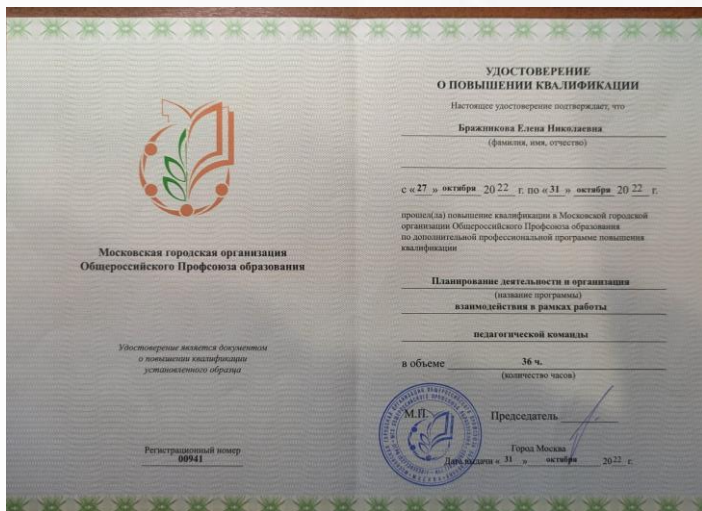 Московская городская организация
Общероссийского Профсоюза образования
Удостоверение является документом
о повышении квалификации
установленного образца
Регистрационный номер
00941
УДОСТОВЕРЕНИЕ
О ПОВЫШЕНИИ КВАЛИФИКАЦИИ
Настоящее удостоверение подтверждает, что
Бражникова Елена Николаевна
(фамилия, имя, отчество)
с « 27 » октября 20 22 г. по « 31 » октября 20 22 г.
прошел(ла) повышение квалификации в Московской городской
организации Общероссийского Профсоюза образования
по дополнительной профессиональной программе повышения
квалификации
Планирование деятельности и организация
(название программы)
взаимодействия в рамках работы
педагогической команды
в объеме 36 ч.
(количество часов)
М.П. Председатель
Город Москва
Дата выдачи « 31 » октября 20 22 г.